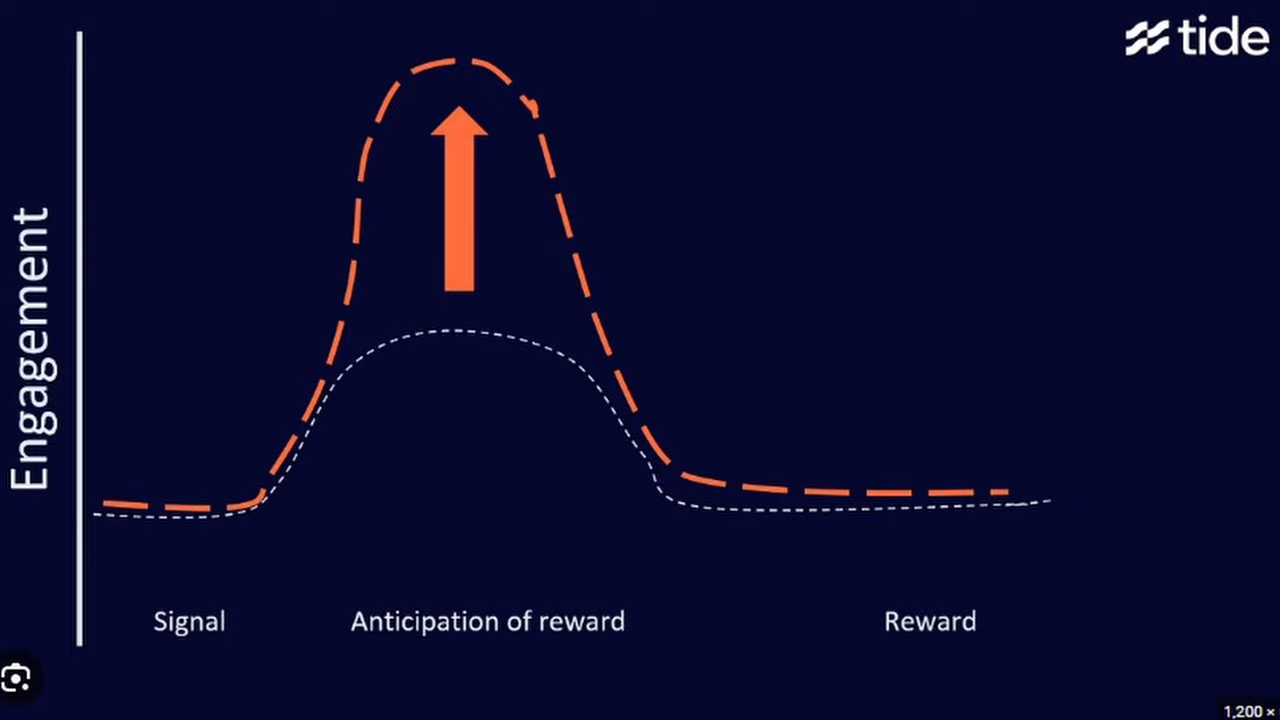 tide
Engagement
Signal
Anticipation of reward
Reward
1,200 ×